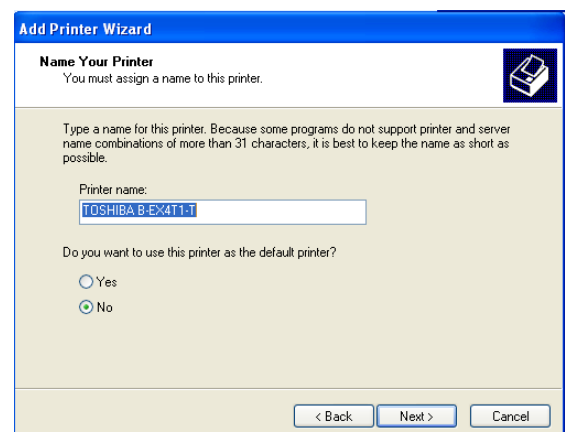 Add Printer Wizard
Name Your Printer
You must assign a name to this printer.
Type a name for this printer. Because some programs do not support printer and server
name combinations of more than 31 characters, it is best to keep the name as short as
possible.
Printer name:
TOSHIBA B-EX4T1-T
Do you want to use this printer as the default printer?
Yes
No
< Back Next > Cancel